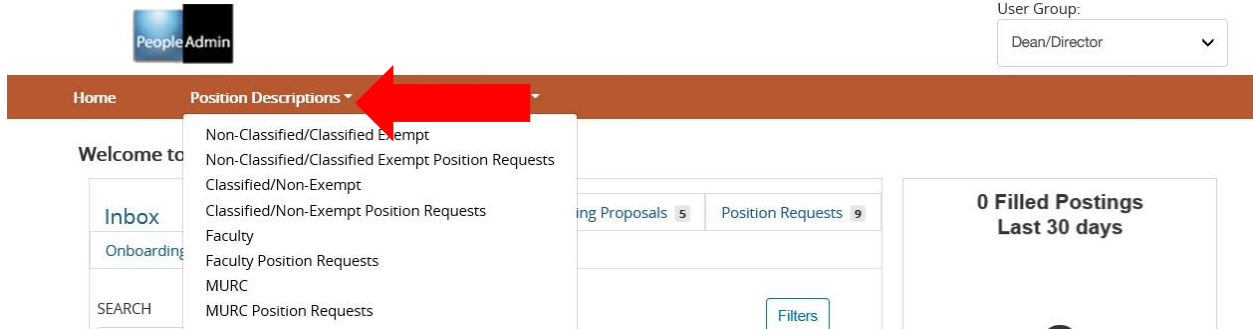 User Group:
PeopleAdmin
Dean/Director
Home
Position Descriptions
Non-Classified/Classified Exempt
Welcome to
Non-Classified/Classified Exempt Position Requests
Classified/Non-Exempt
0 Filled Postings
Inbox
Classified/Non-Exempt Position Requests
ing Proposals 5
Position Requests 9
Last 30 days
Faculty
Onboarding
Faculty Position Requests
MURC
SEARCH
MURC Position Requests
Filters